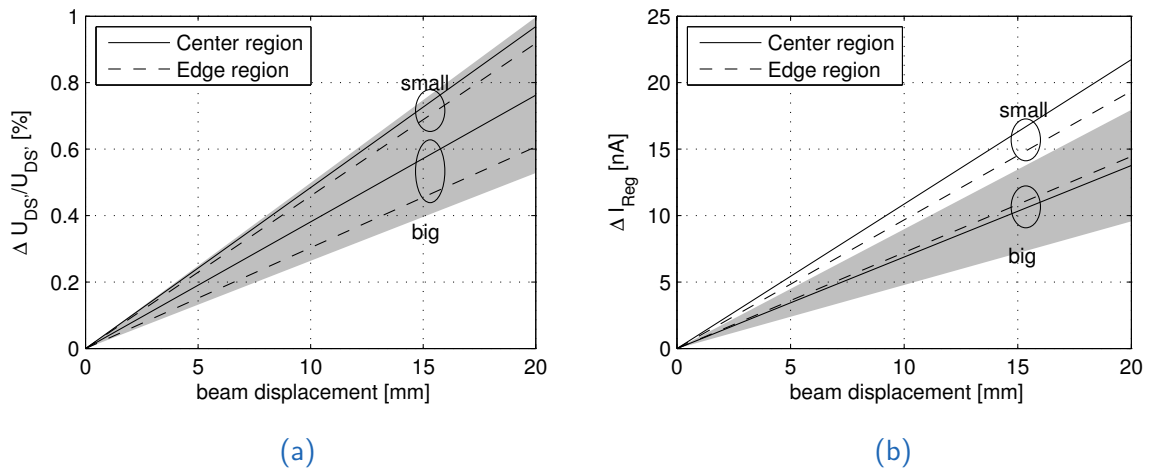 1
0.8
0.6
0.4
0.2
0
Δ U_DS'/U_DS' [%]
Center region
Edge region
small
big
0 5 10 15 20
beam displacement [mm]
(a)
25
20
15
10
5
0
Δ I_Reg [nA]
Center region
Edge region
small
big
0 5 10 15 20
beam displacement [mm]
(b)